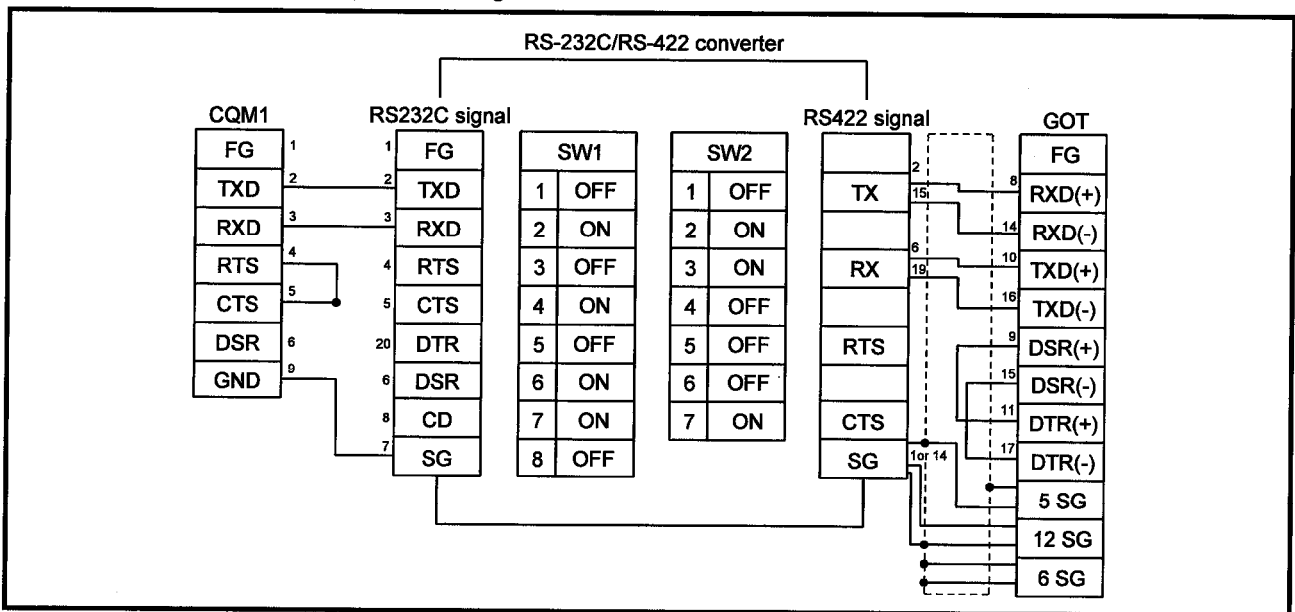 RS-232C/RS-422 converter
CQM1
RS232C signal
RS422 signal
GOT
FG 1
TXD 2
RXD 3
RTS 4
CTS 5
DSR 6
GND 9
1 FG
2 TXD
3 RXD
4 RTS
5 CTS
20 DTR
6 DSR
8 CD
7 SG
SW1
1 OFF
2 ON
3 OFF
4 ON
5 OFF
6 ON
7 ON
8 OFF
SW2
1 OFF
2 ON
3 ON
4 OFF
5 OFF
6 OFF
7 ON
2
TX 15
6
RX 19
RTS
CTS
SG 1or 14
FG
8 RXD(+)
14 RXD(-)
10 TXD(+)
16 TXD(-)
9 DSR(+)
15 DSR(-)
11 DTR(+)
17 DTR(-)
5 SG
12 SG
6 SG